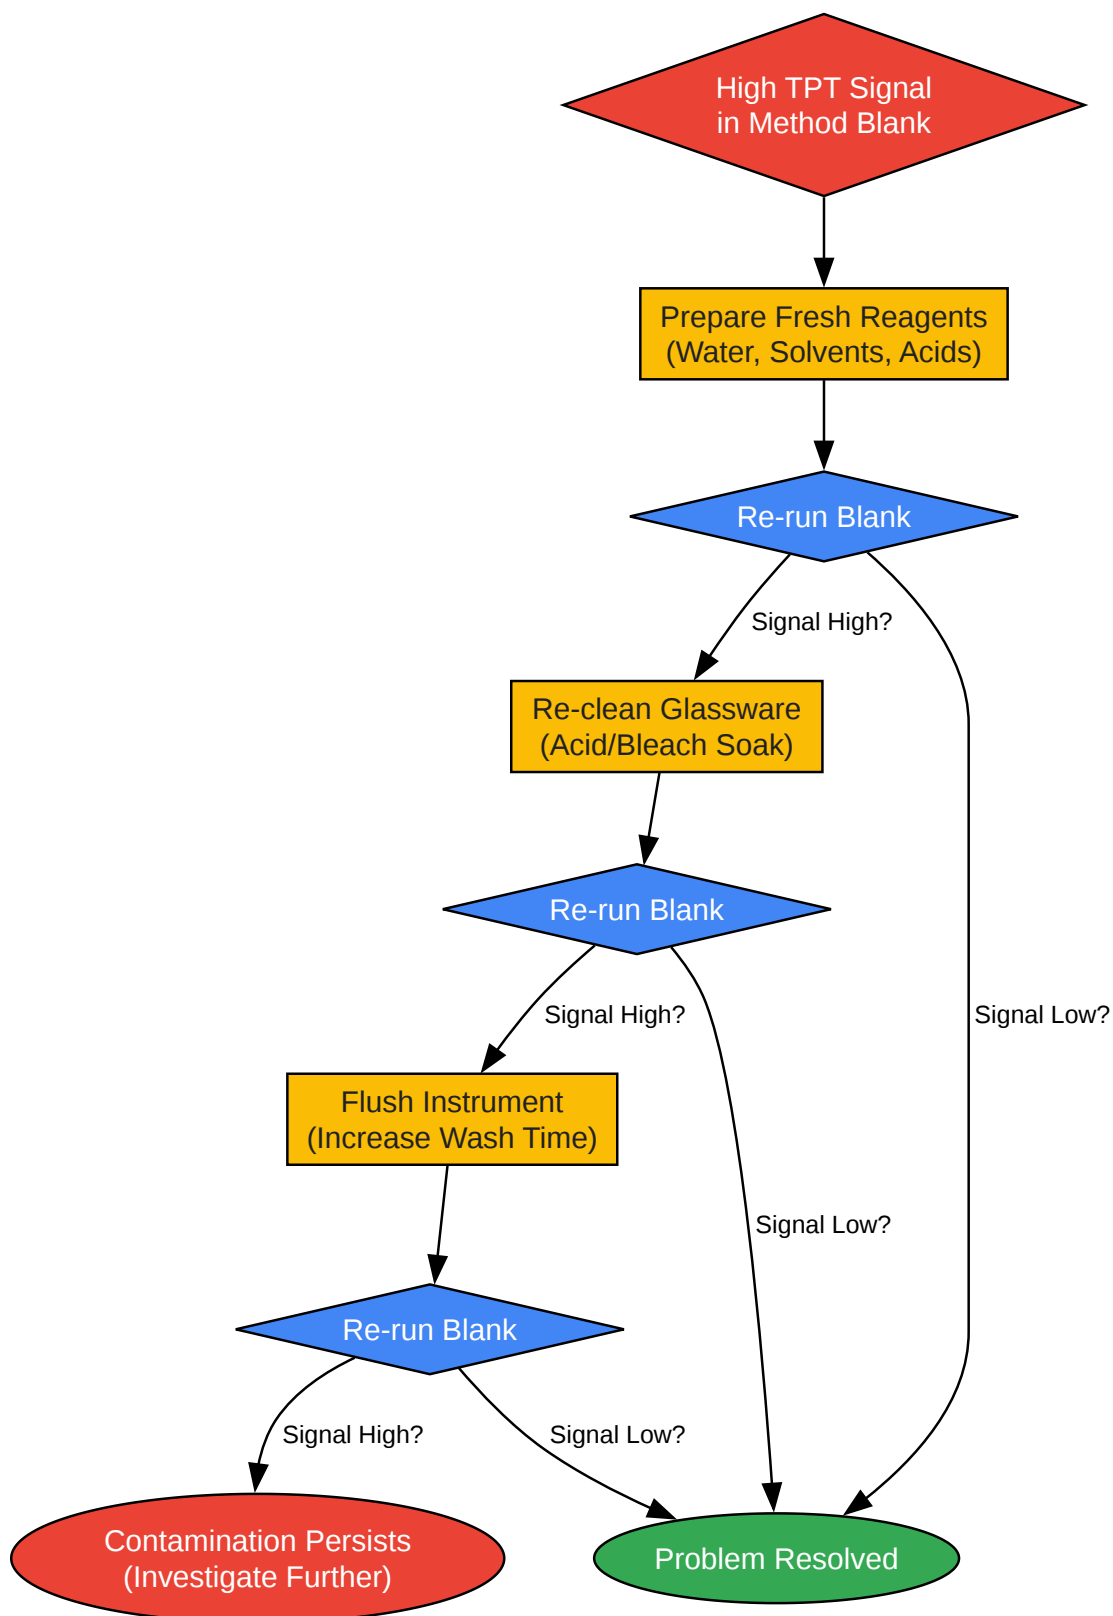 High TPT Signal
in Method Blank
Prepare Fresh Reagents
(Water, Solvents, Acids)
Re-run Blank
Signal High?
Re-clean Glassware
(Acid/Bleach Soak)
Re-run Blank
Signal High?
Signal Low?
Flush Instrument
(Increase Wash Time)
Signal Low?
Re-run Blank
Signal High?
Signal Low?
Contamination Persists
(Investigate Further)
Problem Resolved